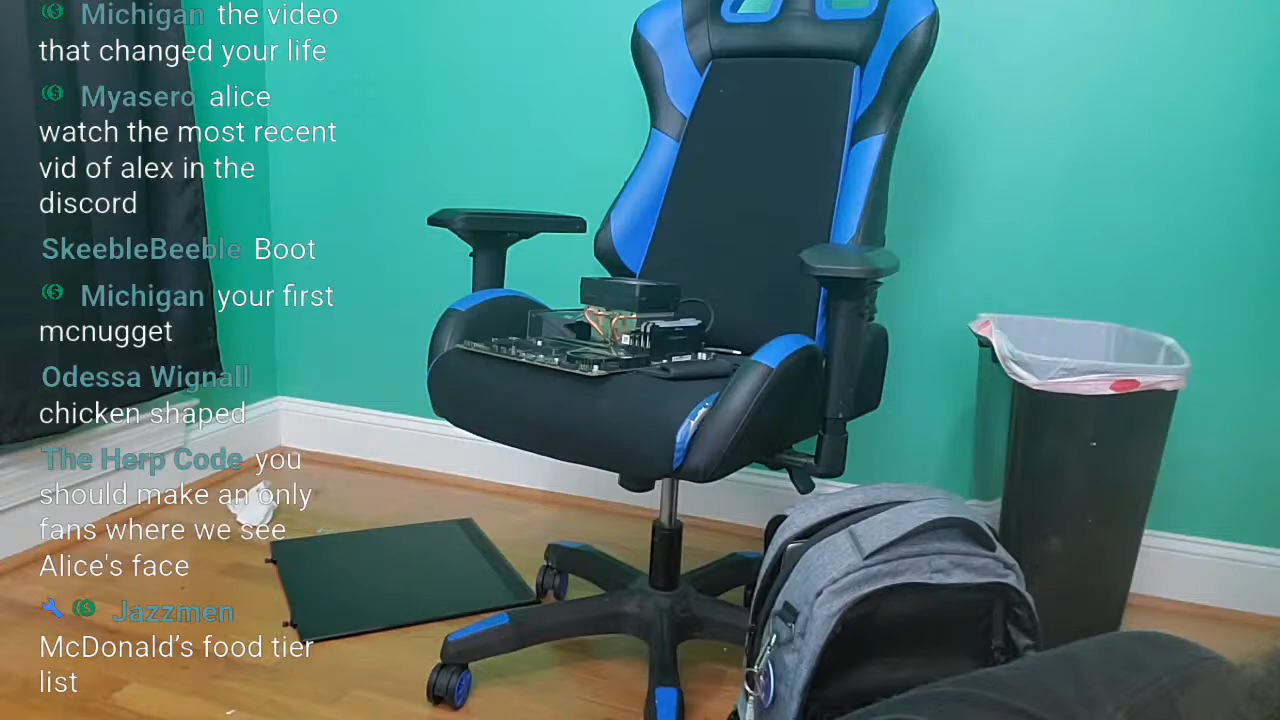 Michigan the video
that changed your life
Myasero alice
watch the most recent
vid of alex in the
discord
SkeebleBeeble Boot
Michigan your first
mcnugget
Odessa Wignall
chicken shaped
The Herp Code you
should make an only
fans where we see
Alice's face
Jazzmen
McDonald’s food tier
list